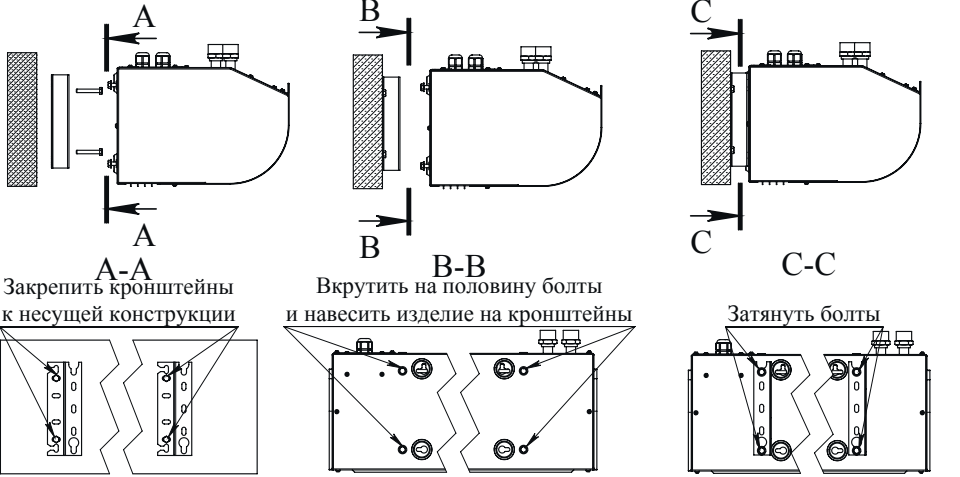 A
B
C
A
B
C
A-A
B-B
C-C
Закрепить кронштейны
к несущей конструкции
Вкрутить на половину болты
и навесить изделие на кронштейны
Затянуть болты